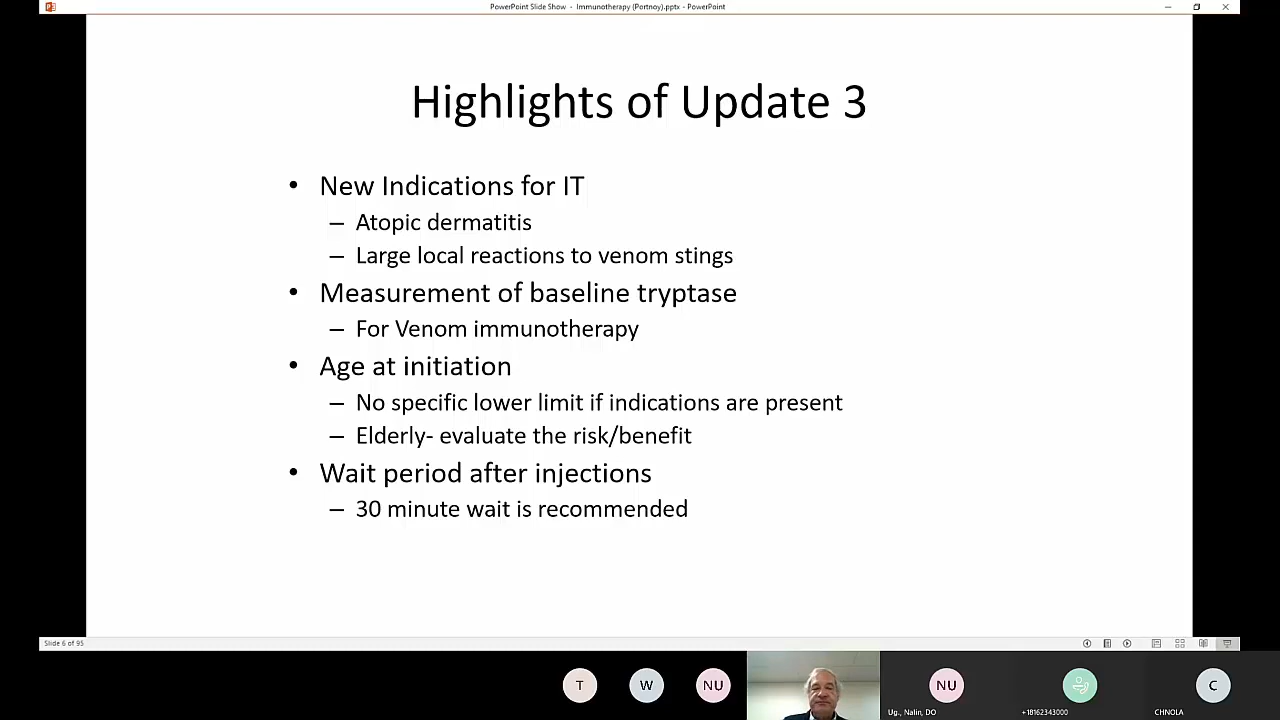 PowerPoint Slide Show - Immunotherapy (Portnoy).pptx - PowerPoint
Highlights of Update 3
• New Indications for IT
– Atopic dermatitis
– Large local reactions to venom stings
• Measurement of baseline tryptase
– For Venom immunotherapy
• Age at initiation
– No specific lower limit if indications are present
– Elderly- evaluate the risk/benefit
• Wait period after injections
– 30 minute wait is recommended
Slide 6 of 95
T W NU NU C
Ug., Nalin, DO +18162343000 CHNOLA